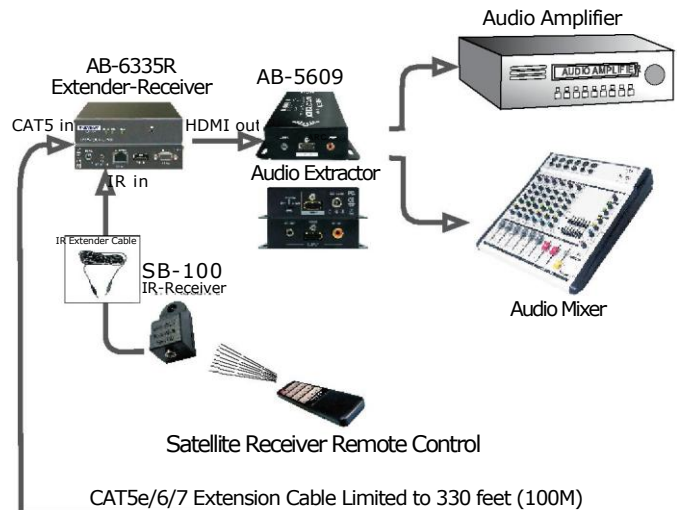 Audio Amplifier
AB-6335R
Extender-Receiver
AB-5609
AUDIO AMPLIFIER
CAT5 in
HDMI out
IR in
Audio Extractor
IR Extender Cable
SB-100
IR-Receiver
Audio Mixer
Satellite Receiver Remote Control
CAT5e/6/7 Extension Cable Limited to 330 feet (100M)